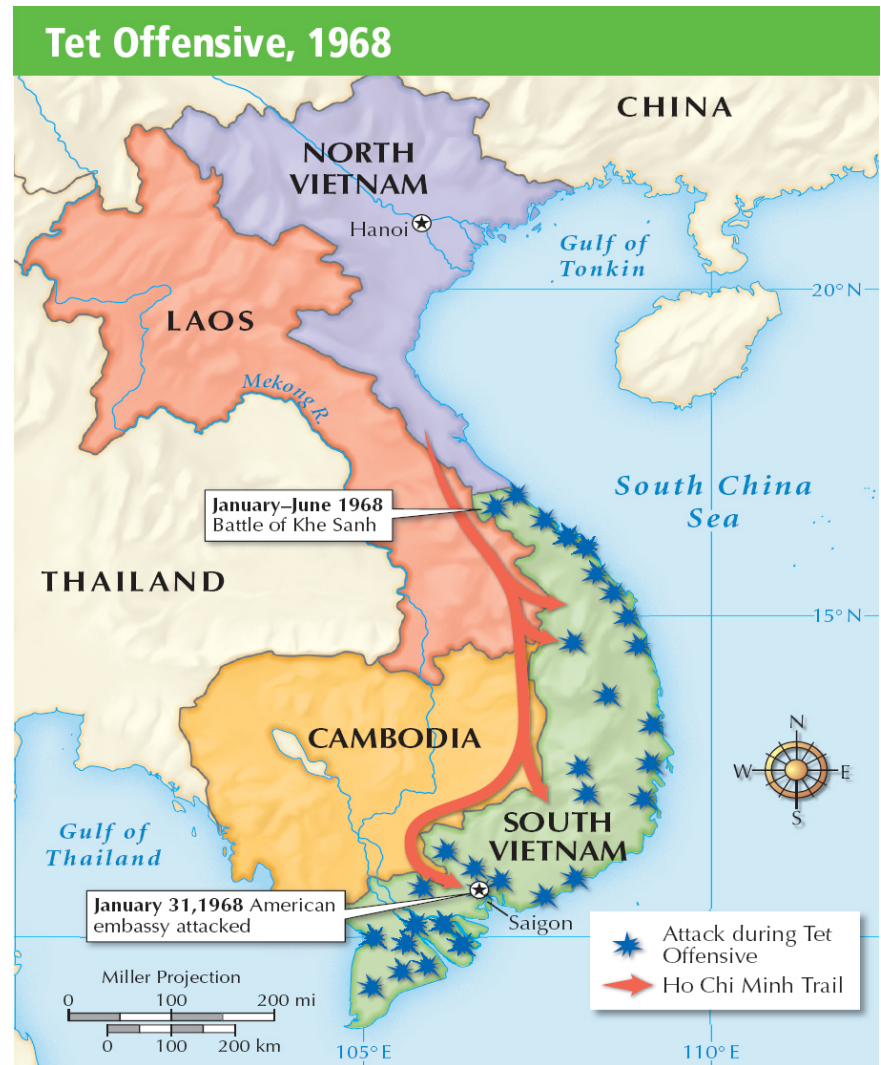 Tet Offensive, 1968
CHINA
NORTH
VIETNAM
Hanoi
Gulf of
Tonkin
20°N
LAOS
Mekong R.
South China
Sea
January–June 1968
Battle of Khe Sanh
THAILAND
15°N
CAMBODIA
N
W
E
S
SOUTH
VIETNAM
Gulf of
Thailand
January 31,1968 American
embassy attacked
Saigon
Attack during Tet
Offensive
Ho Chi Minh Trail
Miller Projection
0 100 200 mi
0 100 200 km
105°E
110°E